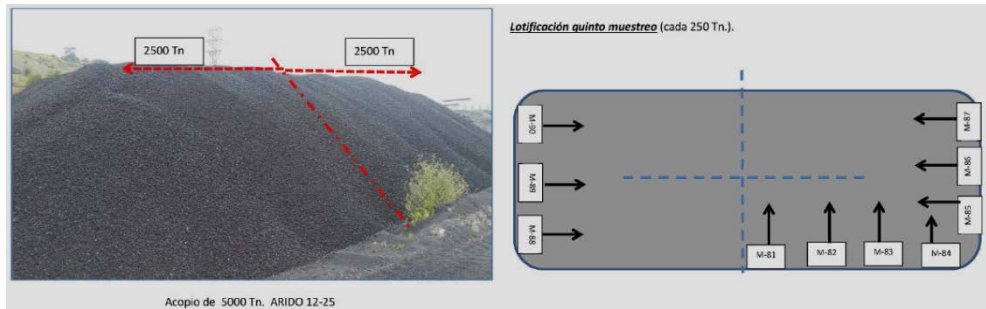 2500 Tn
2500 Tn
Acopio de 5000 Tn. ARIDO 12-25
Lotificación quinto muestreo (cada 250 Tn.).
M-90
M-89
M-88
M-87
M-86
M-85
M-81
M-82
M-83
M-84